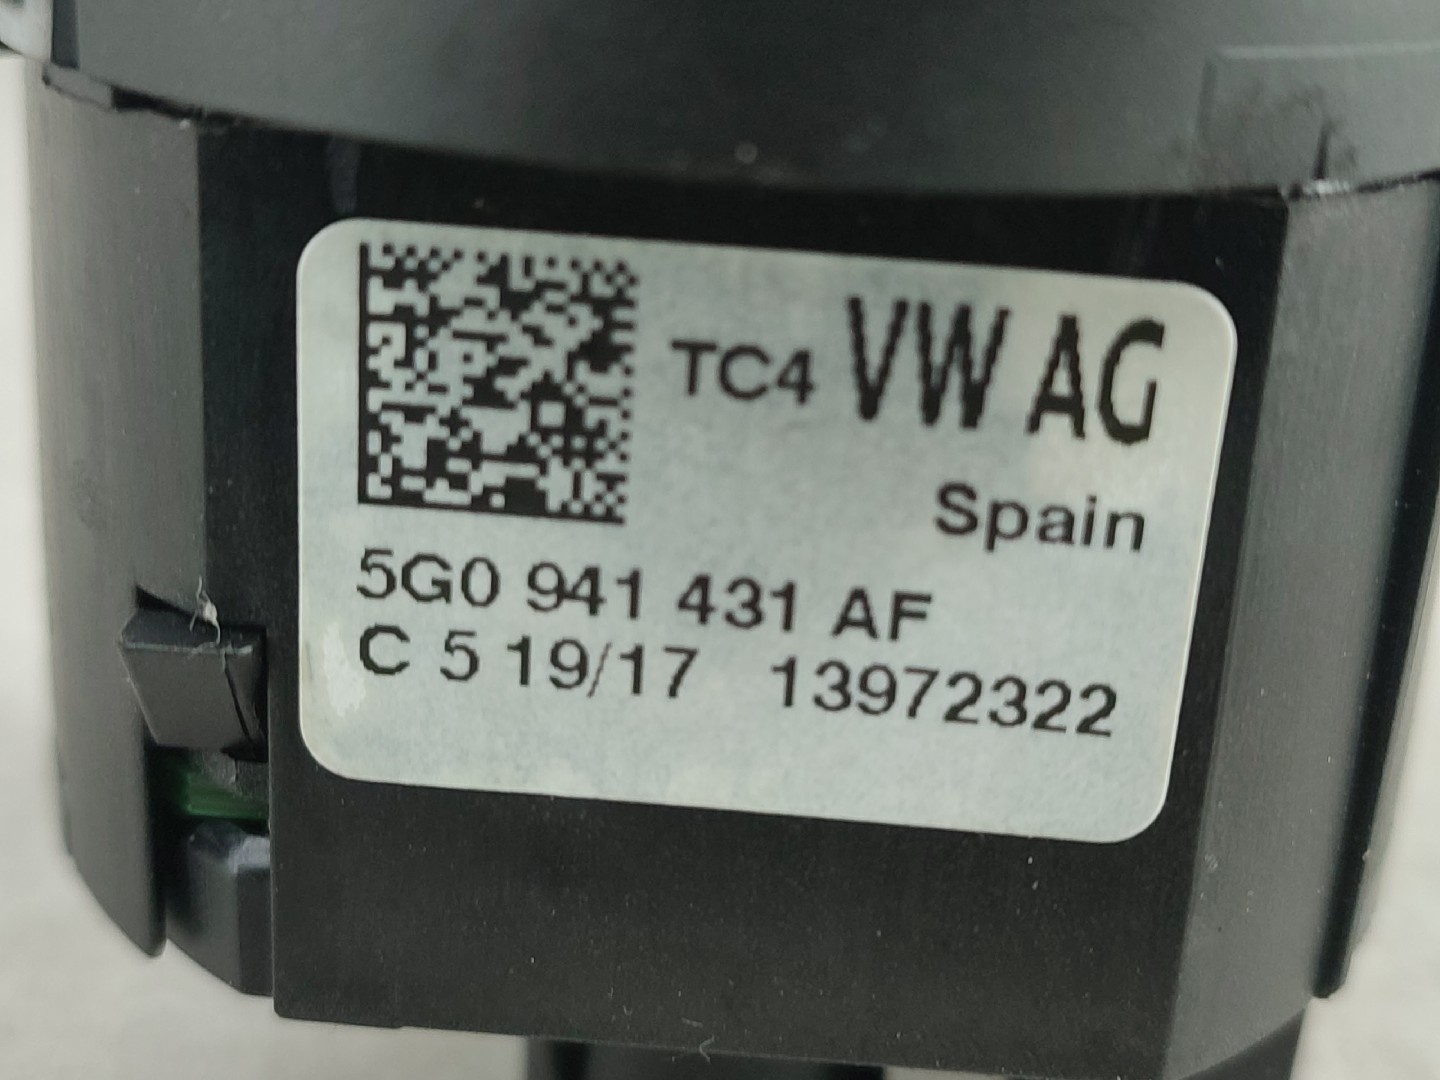 TC4 VW AG
Spain
5G0 941 431 AF
C 5 19/17 13972322